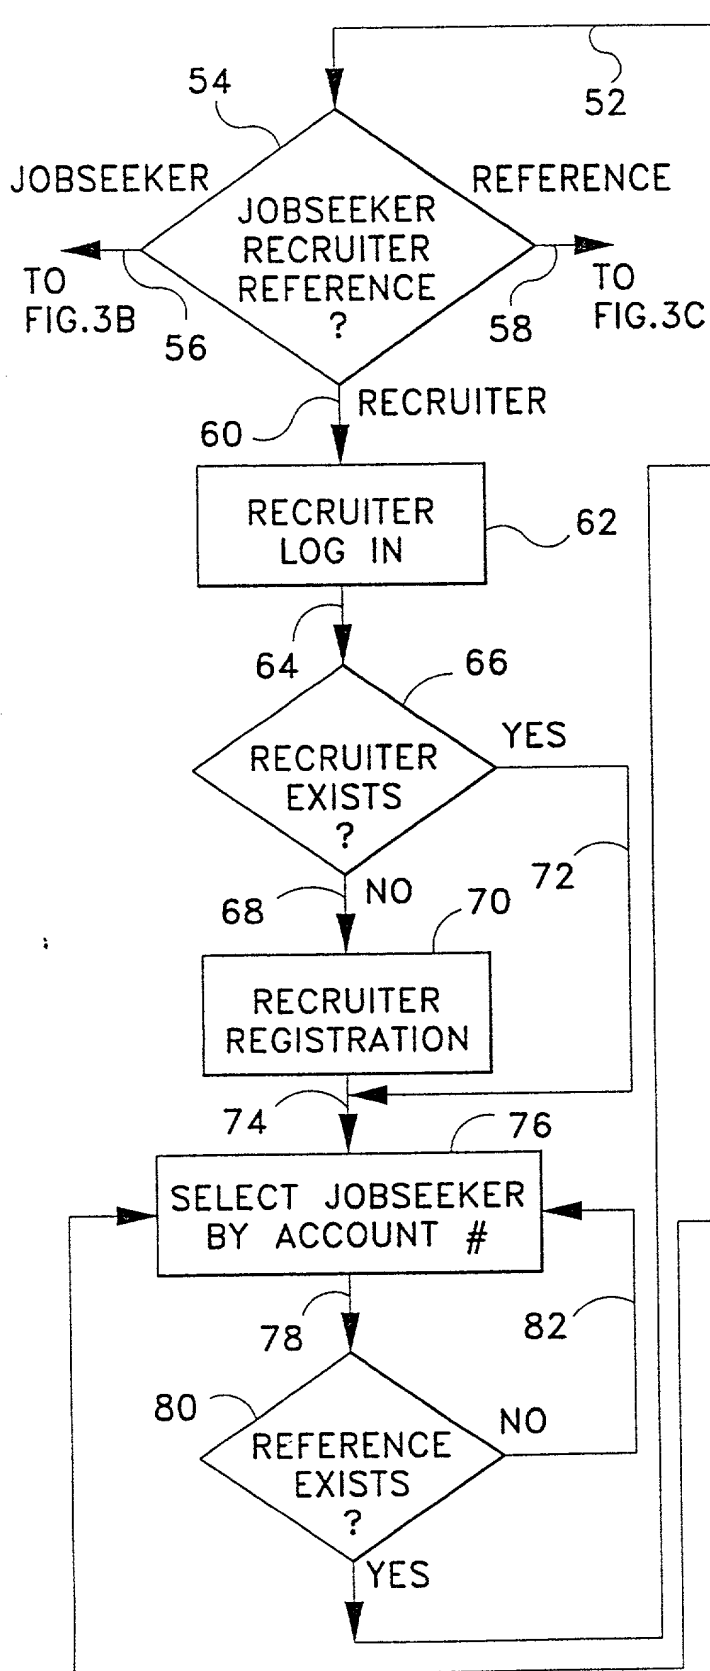 52
54
JOBSEEKER
REFERENCE
JOBSEEKER
RECRUITER
REFERENCE
?
TO
FIG.3B
56
58
TO
FIG.3C
RECRUITER
60
RECRUITER
LOG IN
62
64
66
YES
RECRUITER
EXISTS
?
72
68
NO
70
RECRUITER
REGISTRATION
74
76
SELECT JOBSEEKER
BY ACCOUNT #
78
82
80
NO
REFERENCE
EXISTS
?
YES